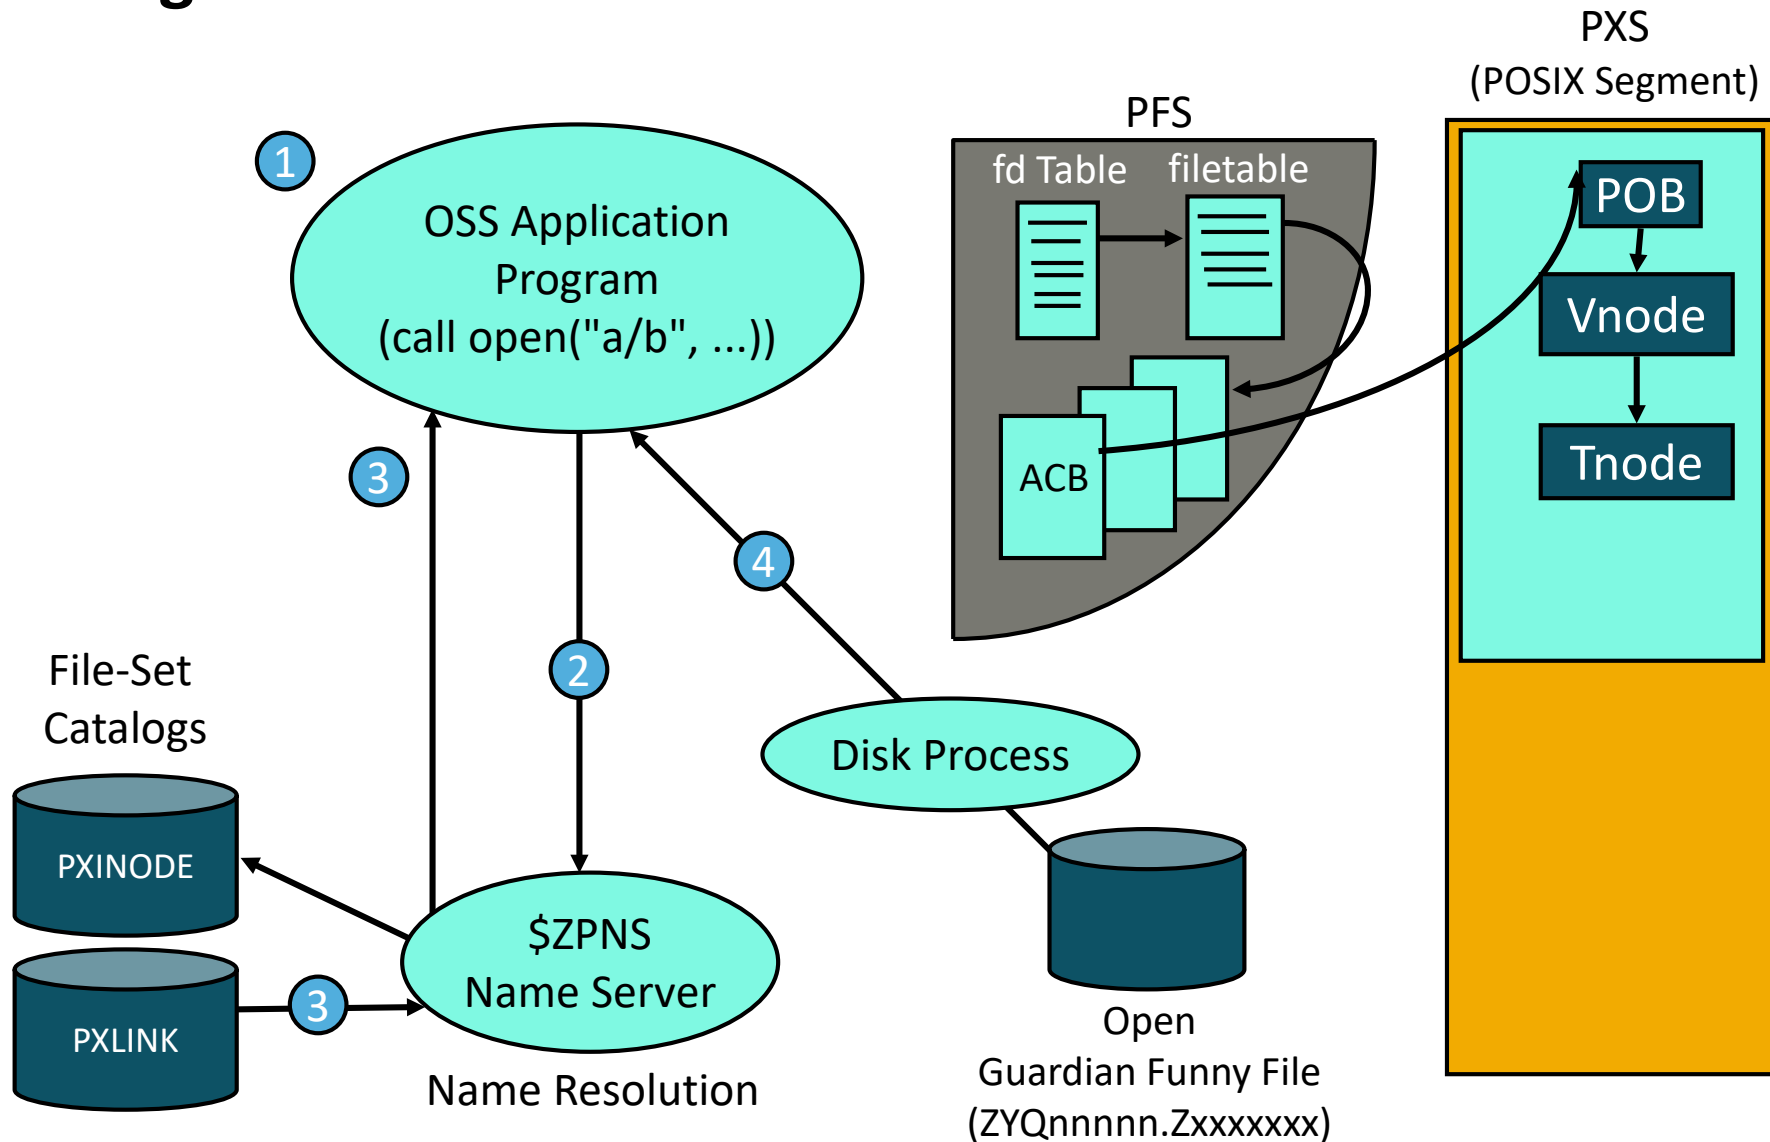 PXS
(POSIX Segment)
PFS
fd Table
filetable
POB
1
OSS Application
Program
(call open("a/b", ...))
Vnode
Tnode
ACB
3
4
2
File-Set
Catalogs
Disk Process
PXINODE
$ZPNS
Name Server
3
PXLINK
Name Resolution
Open
Guardian Funny File
(ZYQnnnnn.Zxxxxxxx)